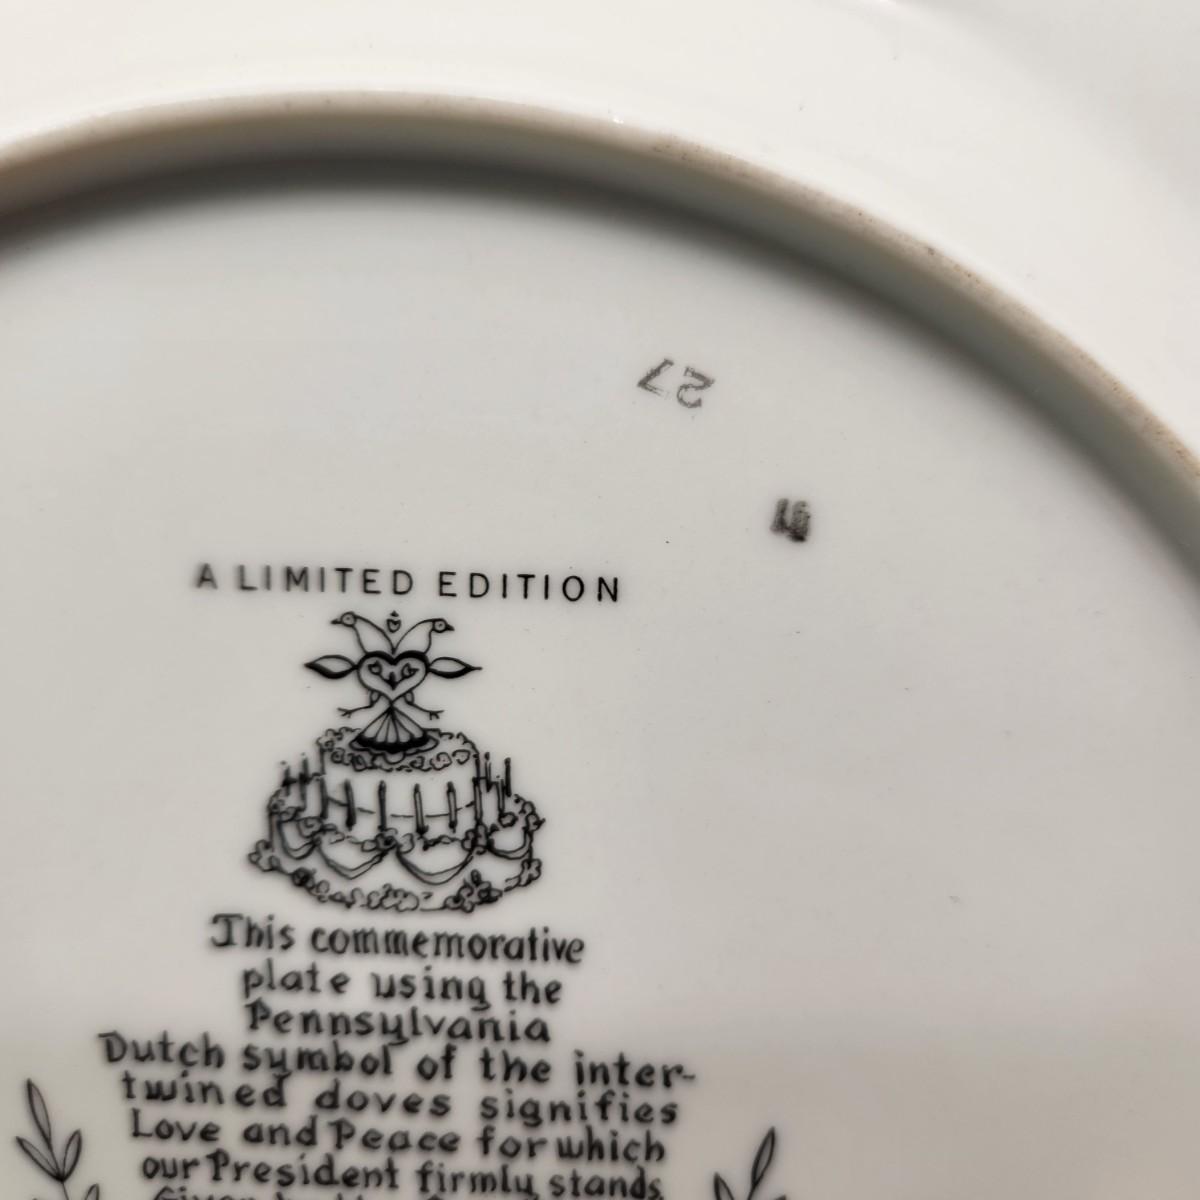 27
A LIMITED EDITION
This commemorative
plate using the
Pennsylvania
Dutch symbol of the inter-
twined doves signifies
Love and Peace for which
our President firmly stands